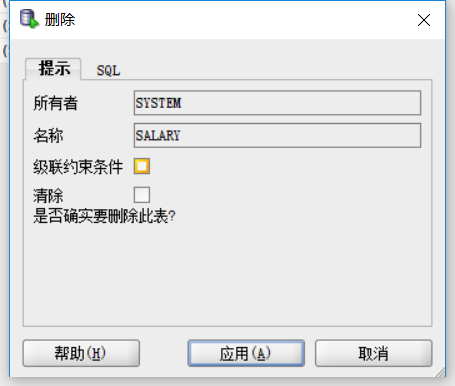 删除
提示 SQL
所有者 SYSTEM
名称 SALARY
级联约束条件
清除
是否确实要删除此表?
帮助(H) 应用(A) 取消